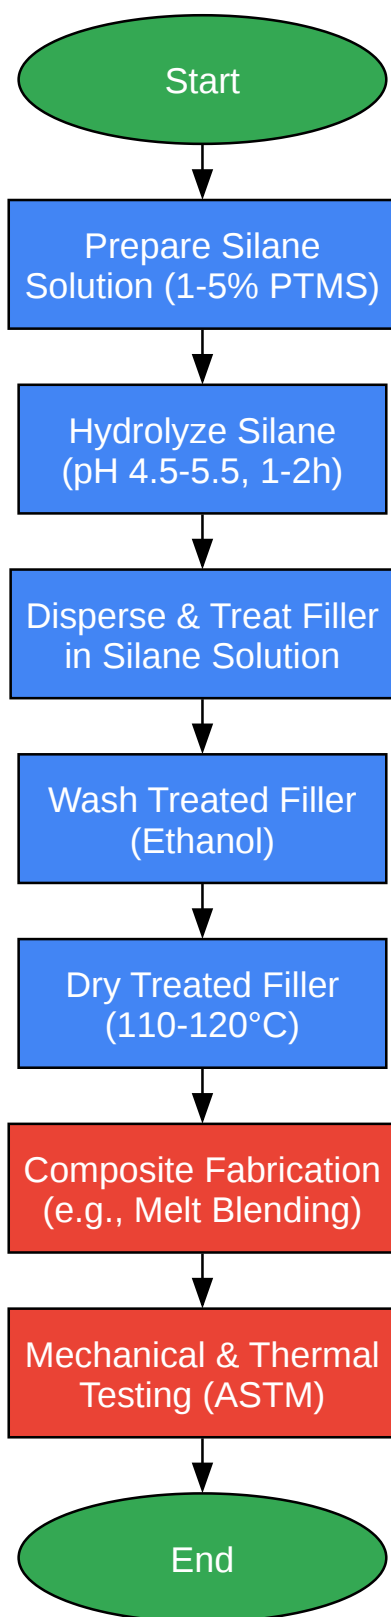 Start
Prepare Silane
Solution (1-5% PTMS)
Hydrolyze Silane
(pH 4.5-5.5, 1-2h)
Disperse & Treat Filler
in Silane Solution
Wash Treated Filler
(Ethanol)
Dry Treated Filler
(110-120°C)
Composite Fabrication
(e.g., Melt Blending)
Mechanical & Thermal
Testing (ASTM)
End